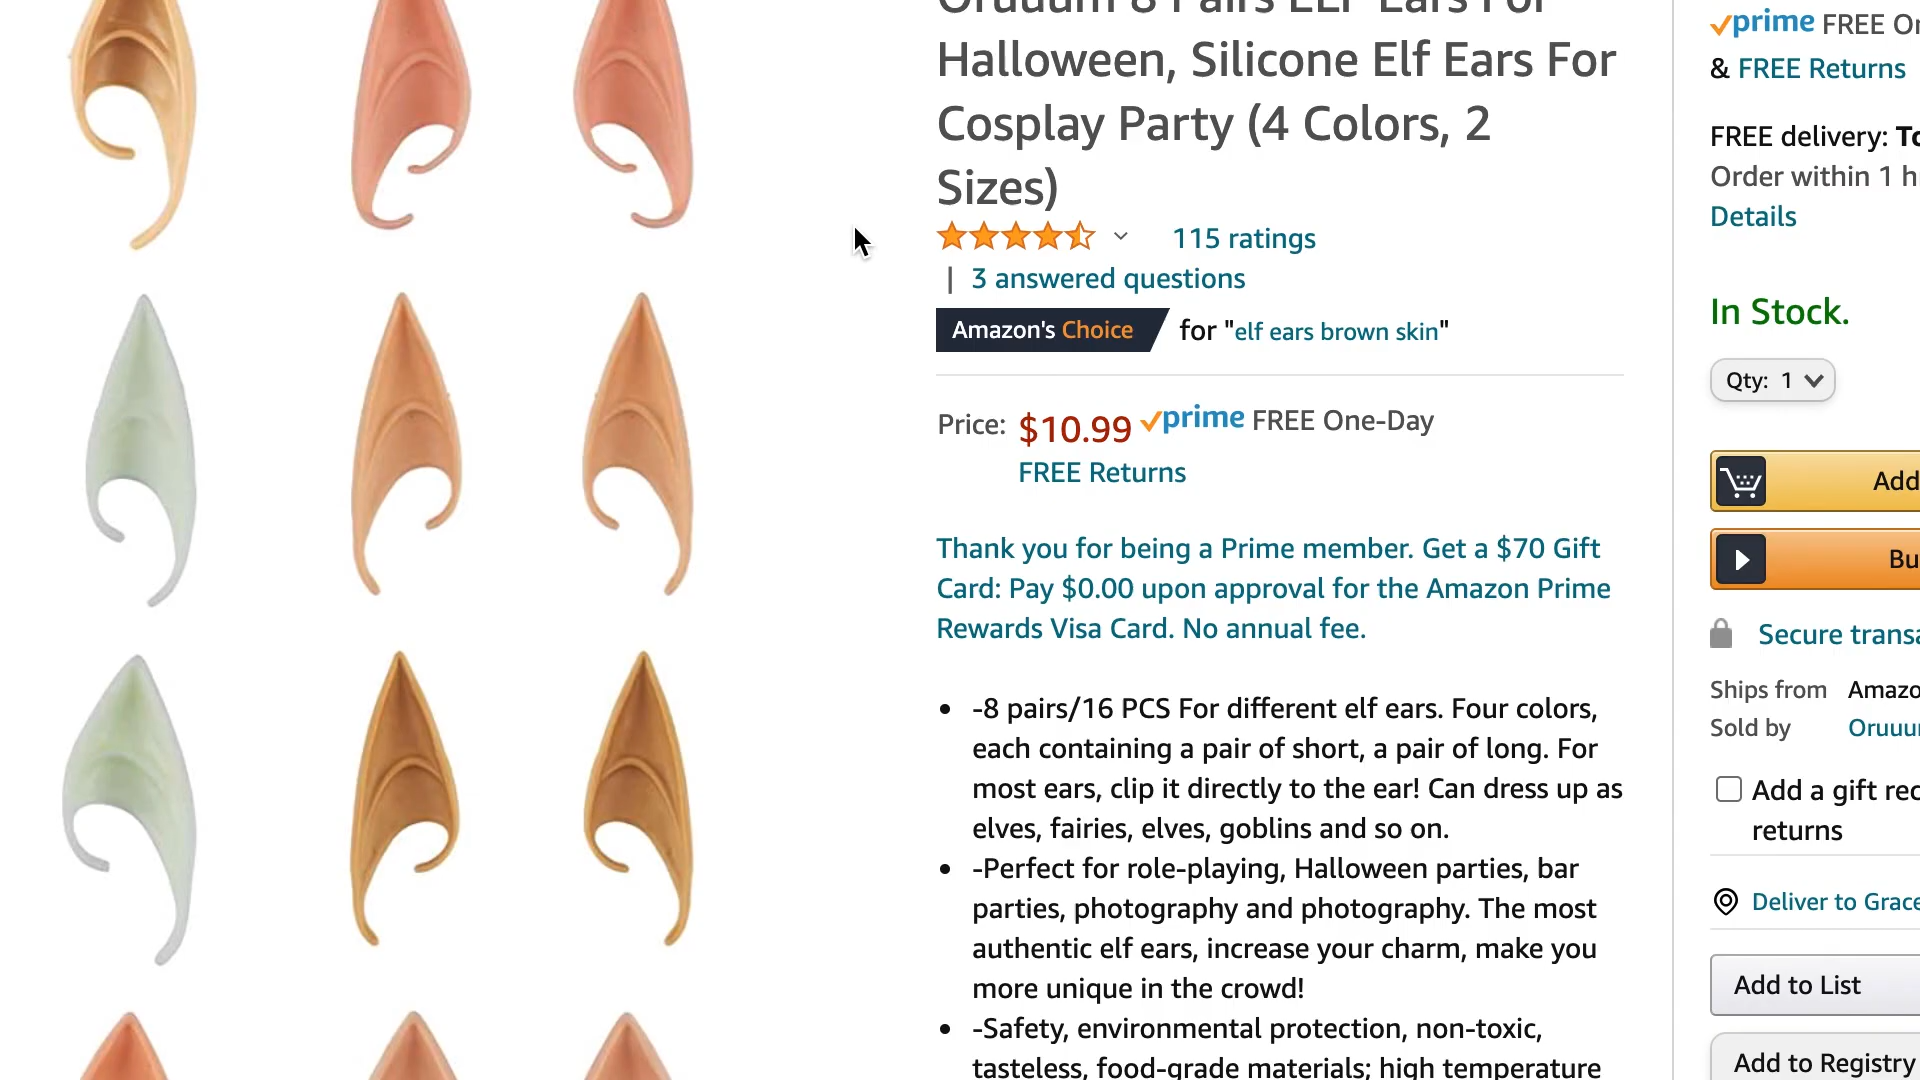 Oruuum 8 Pairs ELF Ears For
Halloween, Silicone Elf Ears For
Cosplay Party (4 Colors, 2
Sizes)
115 ratings
| 3 answered questions
Amazon's Choice for "elf ears brown skin"
Price: $10.99 prime FREE One-Day
FREE Returns
Thank you for being a Prime member. Get a $70 Gift
Card: Pay $0.00 upon approval for the Amazon Prime
Rewards Visa Card. No annual fee.
-8 pairs/16 PCS For different elf ears. Four colors,
each containing a pair of short, a pair of long. For
most ears, clip it directly to the ear! Can dress up as
elves, fairies, elves, goblins and so on.
-Perfect for role-playing, Halloween parties, bar
parties, photography and photography. The most
authentic elf ears, increase your charm, make you
more unique in the crowd!
-Safety, environmental protection, non-toxic,
tasteless, food-grade materials; high temperature
prime FREE
& FREE Returns
FREE delivery:
Order within 1
Details
In Stock.
Qty: 1
Add
Secure
Ships from
Sold by
Add a gift
returns
Deliver to
Add to List
Add to Registry